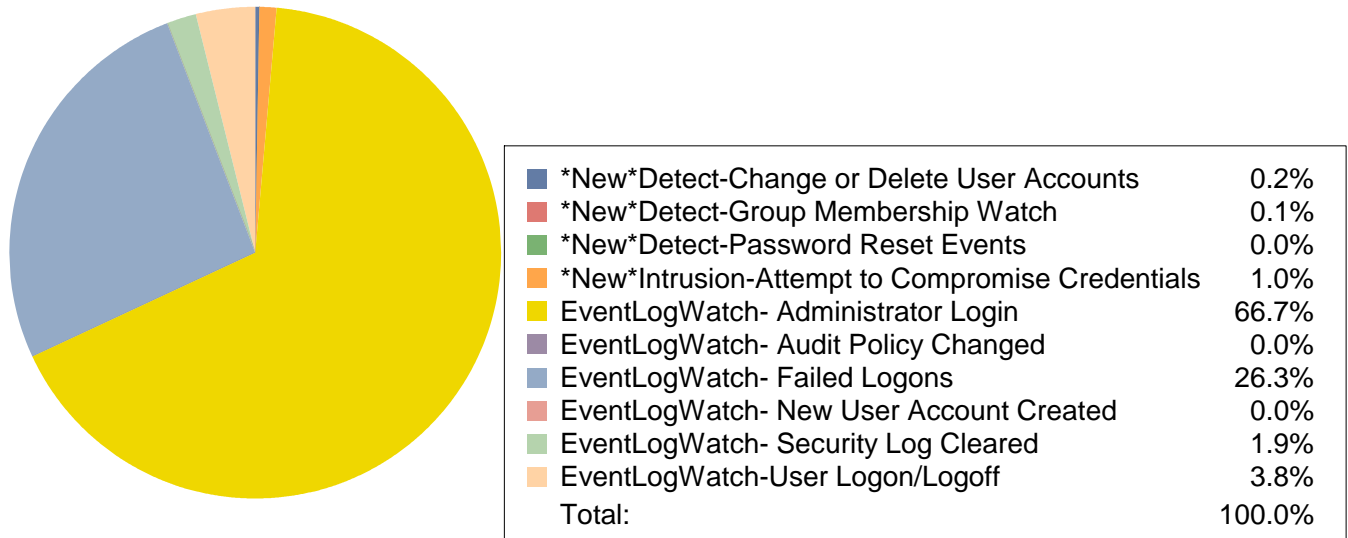 *New*Detect-Change or Delete User Accounts 0.2%
*New*Detect-Group Membership Watch 0.1%
*New*Detect-Password Reset Events 0.0%
*New*Intrusion-Attempt to Compromise Credentials 1.0%
EventLogWatch- Administrator Login 66.7%
EventLogWatch- Audit Policy Changed 0.0%
EventLogWatch- Failed Logons 26.3%
EventLogWatch- New User Account Created 0.0%
EventLogWatch- Security Log Cleared 1.9%
EventLogWatch-User Logon/Logoff 3.8%
Total: 100.0%